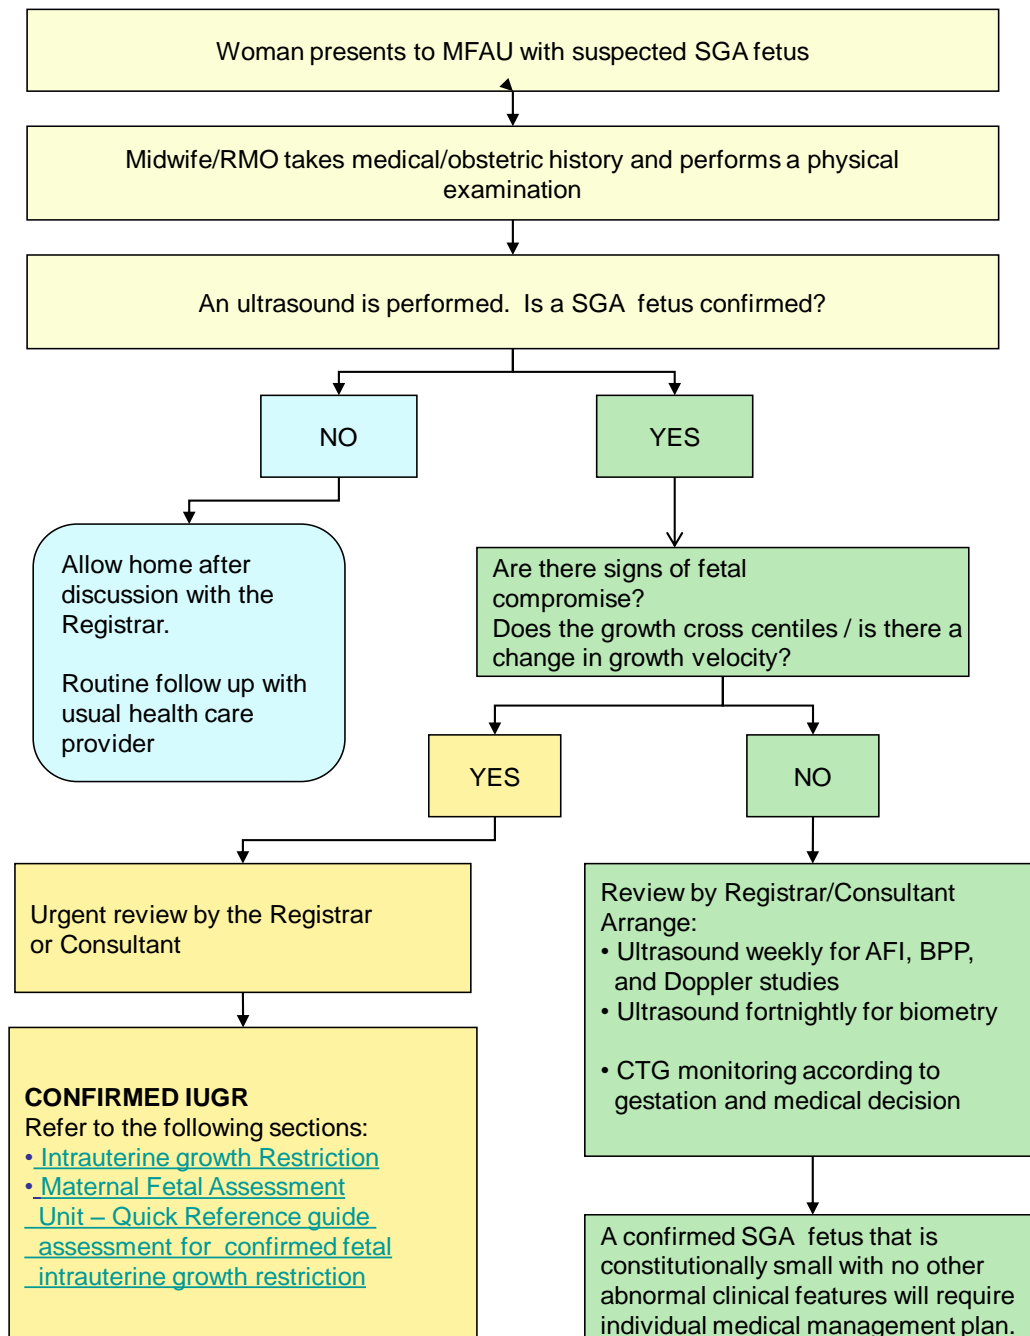 Woman presents to MFAU with suspected SGA fetus
Midwife/RMO takes medical/obstetric history and performs a physical
examination
An ultrasound is performed.  Is a SGA  fetus confirmed?
NO
YES
Allow home after
discussion with the
Registrar.
Routine follow up with
usual health care
provider
Are there signs of fetal
compromise?
Does the growth cross centiles / is there a
change in growth velocity?
YES
NO
Urgent review by the Registrar
or Consultant
Review by Registrar/Consultant
Arrange:
• Ultrasound weekly for AFI, BPP,
and Doppler studies
• Ultrasound fortnightly for biometry
• CTG monitoring according to
gestation and medical decision
CONFIRMED IUGR
Refer to the following sections:
• Intrauterine growth Restriction
• Maternal Fetal Assessment
Unit – Quick Reference guide
assessment for  confirmed fetal
intrauterine growth restriction
A confirmed SGA  fetus that is
constitutionally small with no other
abnormal clinical features will require
individual medical management plan.